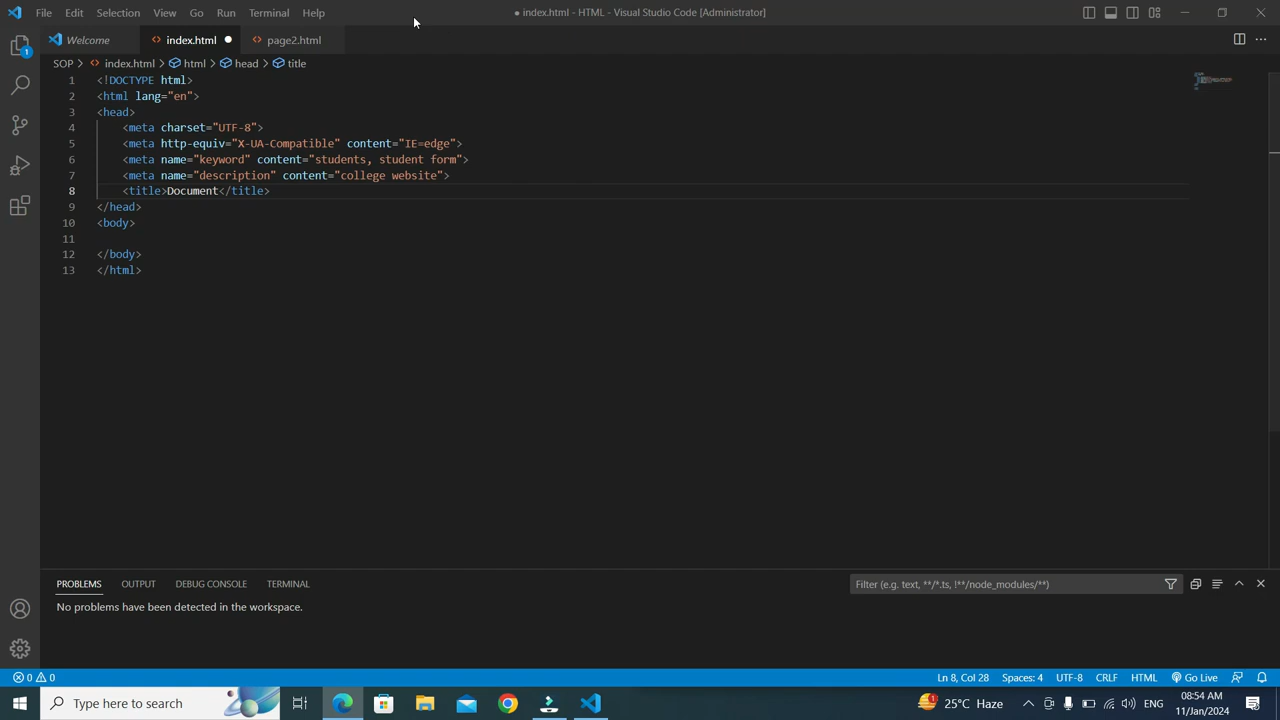 File Edit Selection View Go Run Terminal Help
● index.html - HTML - Visual Studio Code [Administrator]
Welcome index.html page2.html
SOP > index.html > html > head > title
1 <!DOCTYPE html>
2 <html lang="en">
3 <head>
4 <meta charset="UTF-8">
5 <meta http-equiv="X-UA-Compatible" content="IE=edge">
6 <meta name="keyword" content="students, student form">
7 <meta name="description" content="college website">
8 <title>Document</title>
9 </head>
10 <body>
11
12 </body>
13 </html>
PROBLEMS OUTPUT DEBUG CONSOLE TERMINAL
Filter (e.g. text, **/*.ts, !**/node_modules/**)
No problems have been detected in the workspace.
0 0 Ln 8, Col 28 Spaces: 4 UTF-8 CRLF HTML Go Live
Type here to search
25°C Haze ENG
08:54 AM
11/Jan/2024
1
1